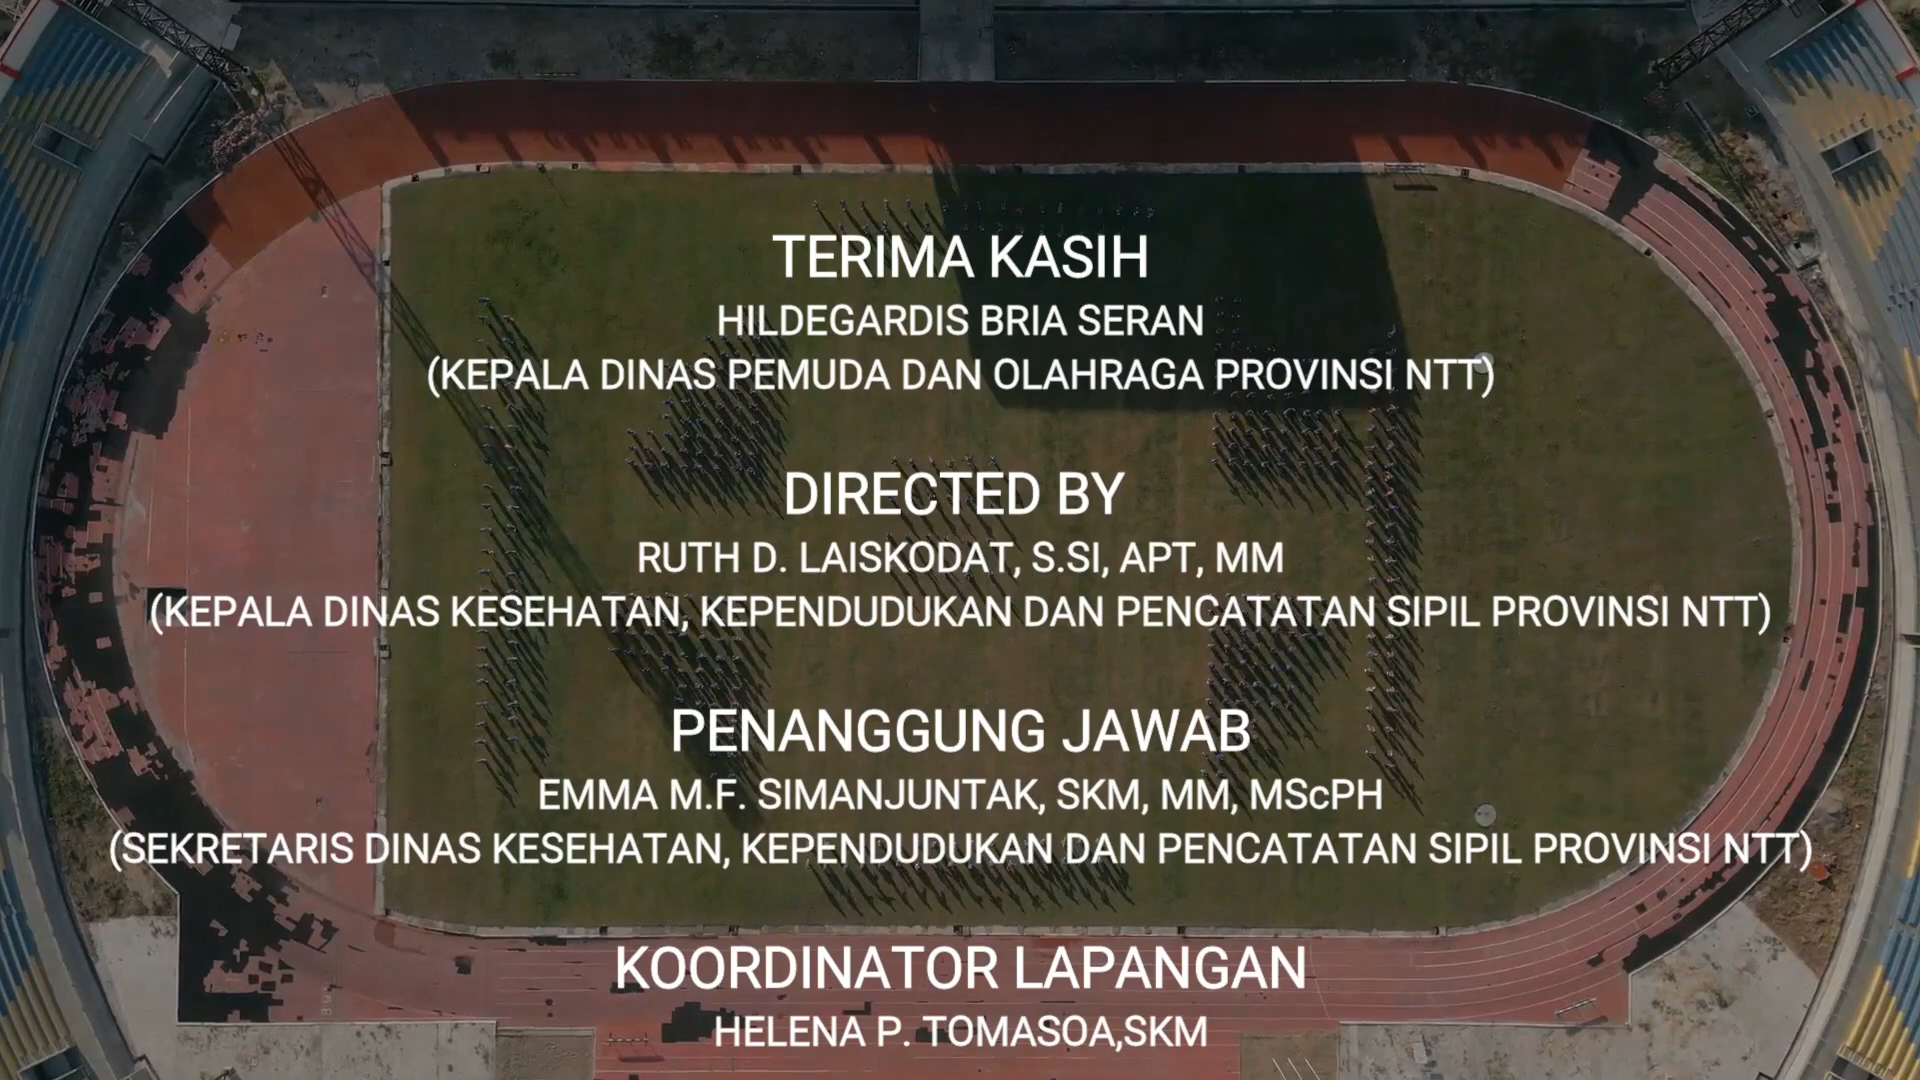 TERIMA KASIH
HILDEGARDIS BRIA SERAN
(KEPALA DINAS PEMUDA DAN OLAHRAGA PROVINSI NTT)
DIRECTED BY
RUTH D. LAISKODAT, S.SI, APT, MM
(KEPALA DINAS KESEHATAN, KEPENDUDUKAN DAN PENCATATAN SIPIL PROVINSI NTT)
PENANGGUNG JAWAB
EMMA M.F. SIMANJUNTAK, SKM, MM, MScPH
(SEKRETARIS DINAS KESEHATAN, KEPENDUDUKAN DAN PENCATATAN SIPIL PROVINSI NTT)
KOORDINATOR LAPANGAN
HELENA P. TOMASOA,SKM